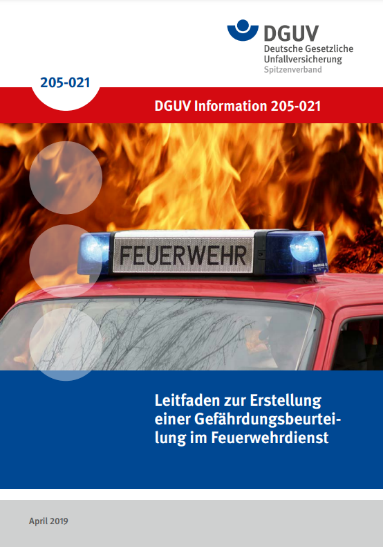 DGUV
Deutsche Gesetzliche
Unfallversicherung
Spitzenverband
205-021
DGUV Information 205-021
FEUERWEHR
Leitfaden zur Erstellung
einer Gefährdungsbeurtei-
lung im Feuerwehrdienst
April 2019